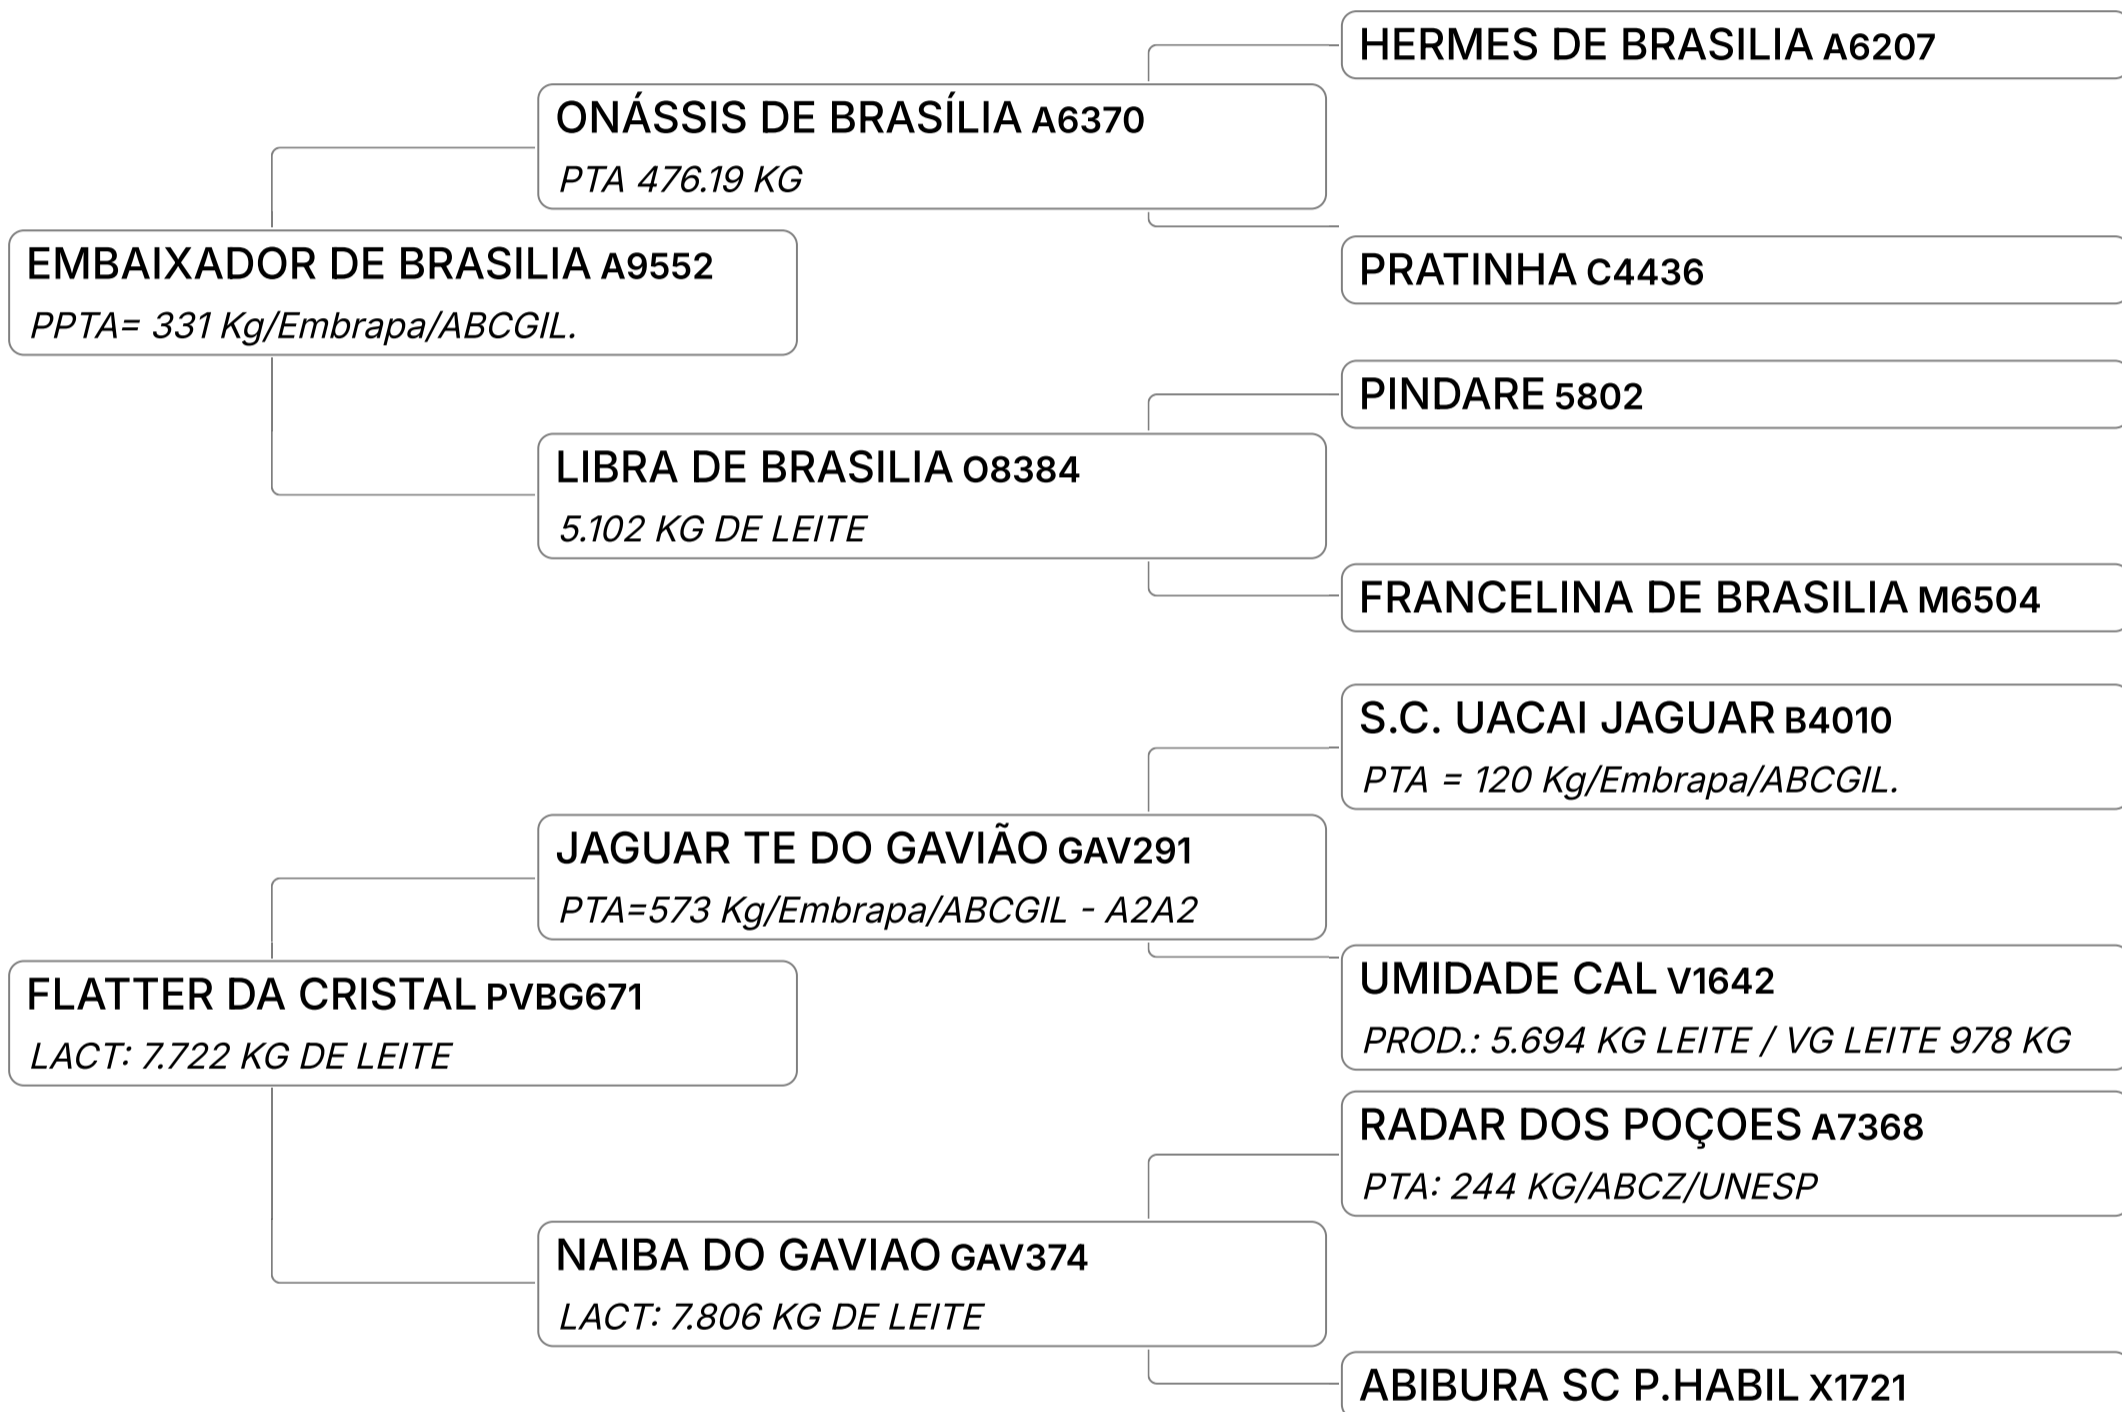 HERMES DE BRASILIA A6207
ONÁSSIS DE BRASÍLIA A6370
PTA 476.19 KG
EMBAIXADOR DE BRASILIA A9552
PPTA= 331 Kg/Embrapa/ABCGIL.
PRATINHA C4436
PINDARE 5802
LIBRA DE BRASILIA O8384
5.102 KG DE LEITE
FRANCELINA DE BRASILIA M6504
S.C. UACAI JAGUAR B4010
PTA = 120 Kg/Embrapa/ABCGIL.
JAGUAR TE DO GAVIÃO GAV291
PTA=573 Kg/Embrapa/ABCGIL - A2A2
FLATTER DA CRISTAL PVBG671
LACT: 7.722 KG DE LEITE
UMIDADE CAL V1642
PROD.: 5.694 KG LEITE / VG LEITE 978 KG
RADAR DOS POÇOES A7368
PTA: 244 KG/ABCZ/UNESP
NAIBA DO GAVIAO GAV374
LACT: 7.806 KG DE LEITE
ABIBURA SC P.HABIL X1721